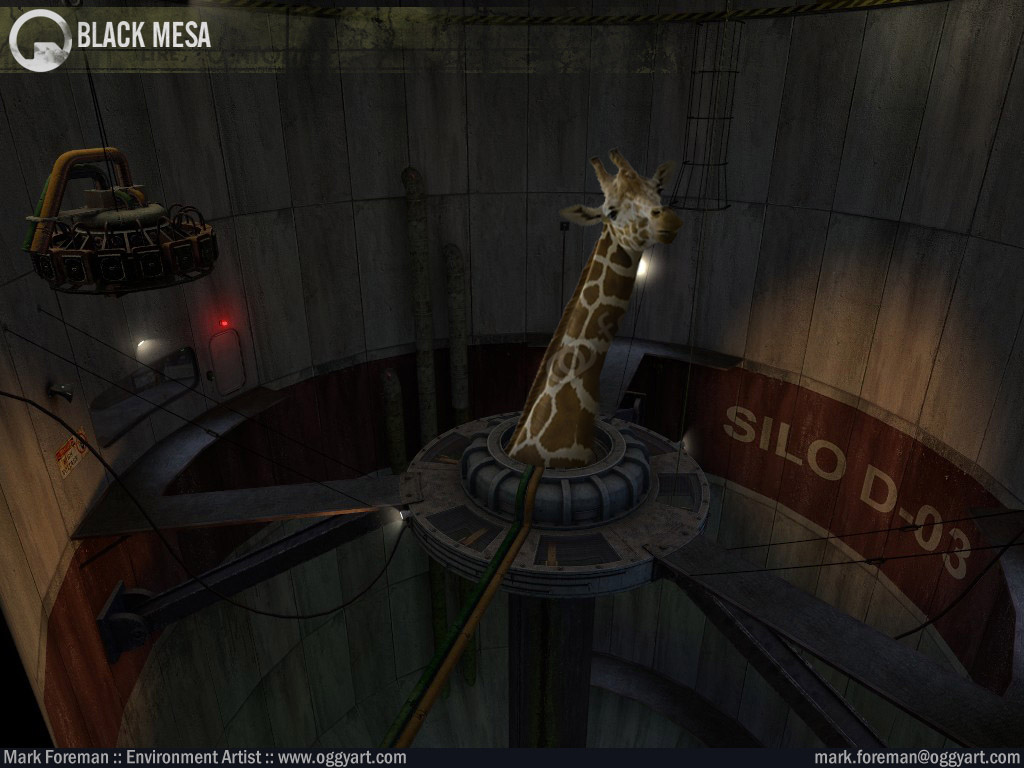 BLACK MESA
SILO D-03
Mark Foreman :: Environment Artist :: www.oggyart.com
mark.foreman@oggyart.com